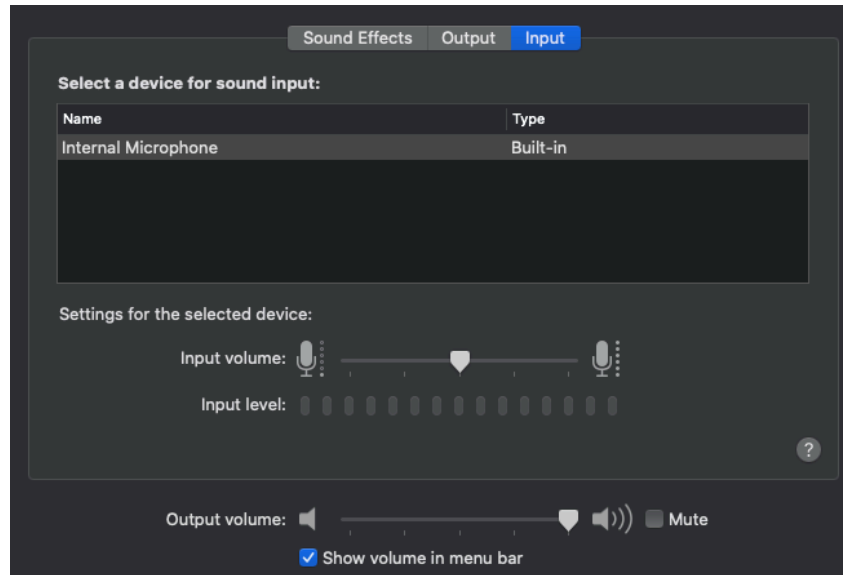 Sound Effects Output Input
Select a device for sound input:
Name Type
Internal Microphone Built-in
Settings for the selected device:
Input volume:
Input level:
?
Output volume: Mute
Show volume in menu bar